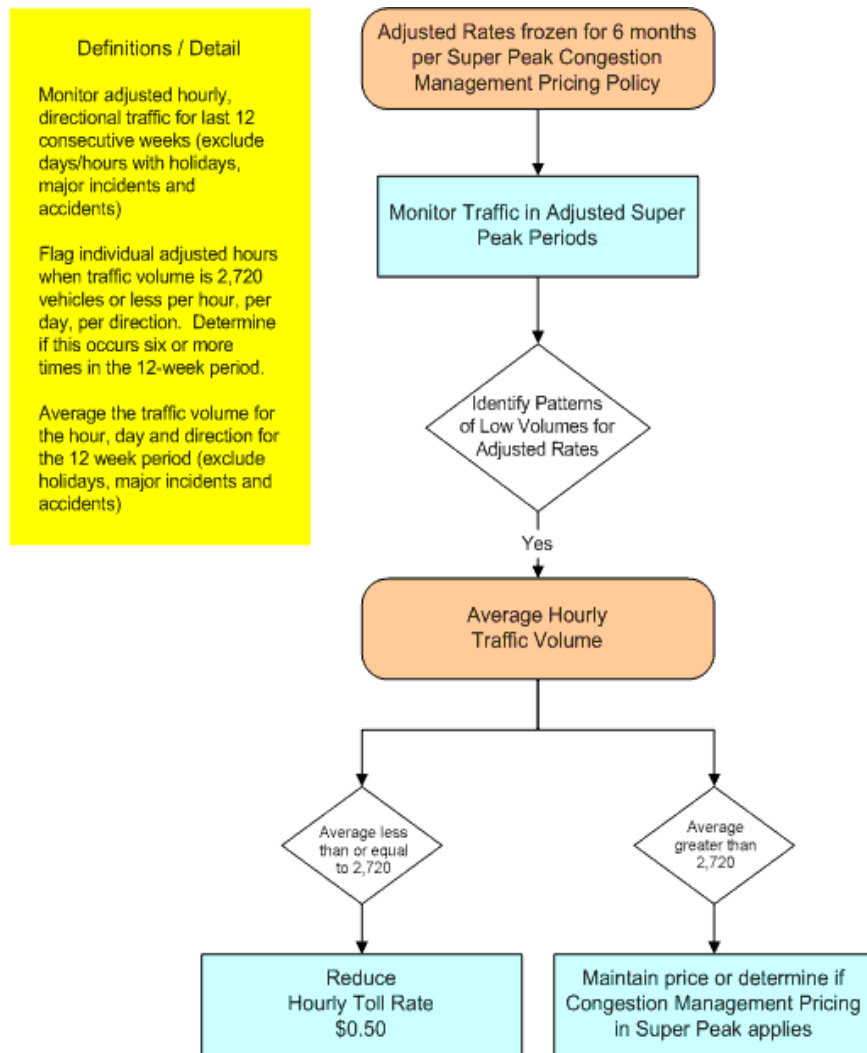 Definitions / Detail
Monitor adjusted hourly,
directional traffic for last 12
consecutive weeks (exclude
days/hours with holidays,
major incidents and
accidents)
Flag individual adjusted hours
when traffic volume is 2,720
vehicles or less per hour, per
day, per direction.  Determine
if this occurs six or more
times in the 12-week period.
Average the traffic volume for
the hour, day and direction for
the 12 week period (exclude
holidays, major incidents and
accidents)
Adjusted Rates frozen for 6 months
per Super Peak Congestion
Management Pricing Policy
Monitor Traffic in Adjusted Super
Peak Periods
Identify Patterns
of Low Volumes for
Adjusted Rates
Yes
Average Hourly
Traffic Volume
Average less
than or equal
to 2,720
Average
greater than
2,720
Reduce
Hourly Toll Rate
$0.50
Maintain price or determine if
Congestion Management Pricing
in Super Peak applies